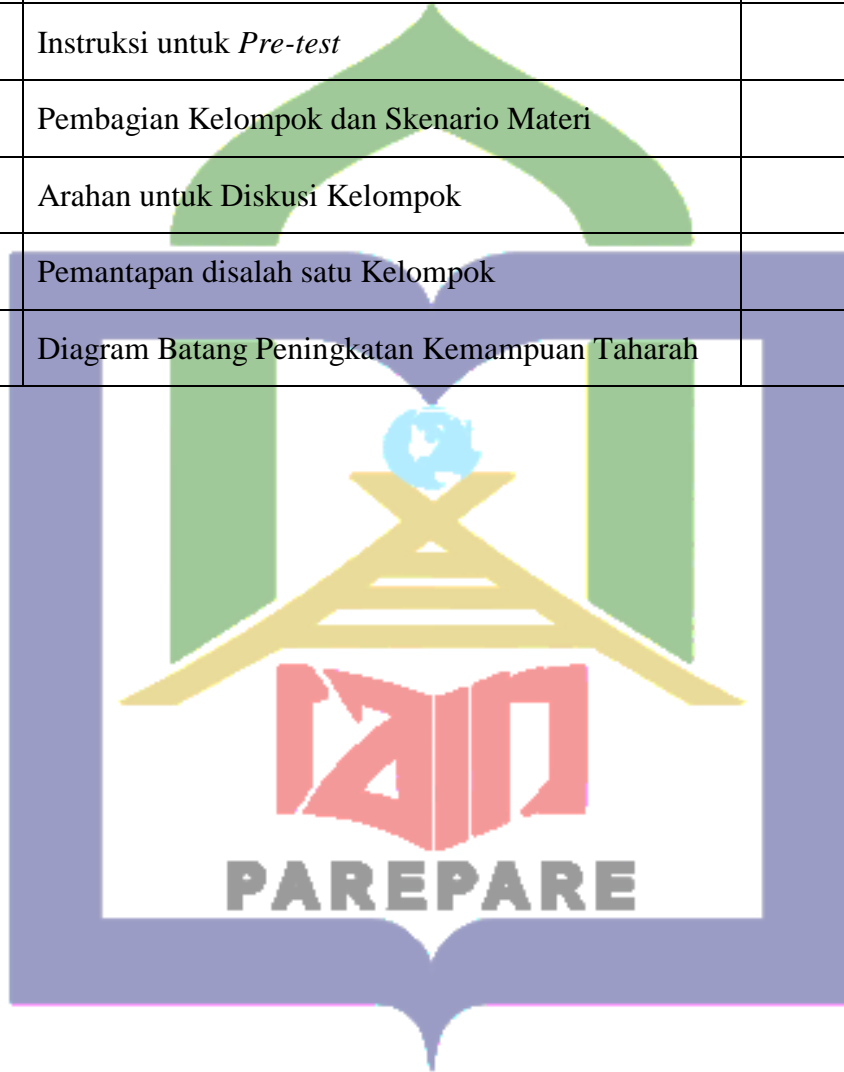 Instruksi untuk Pre-test
Pembagian Kelompok dan Skenario Materi
Arahan untuk Diskusi Kelompok
Pemantapan disalah satu Kelompok
Diagram Batang Peningkatan Kemampuan Taharah
iain
PAREPARE